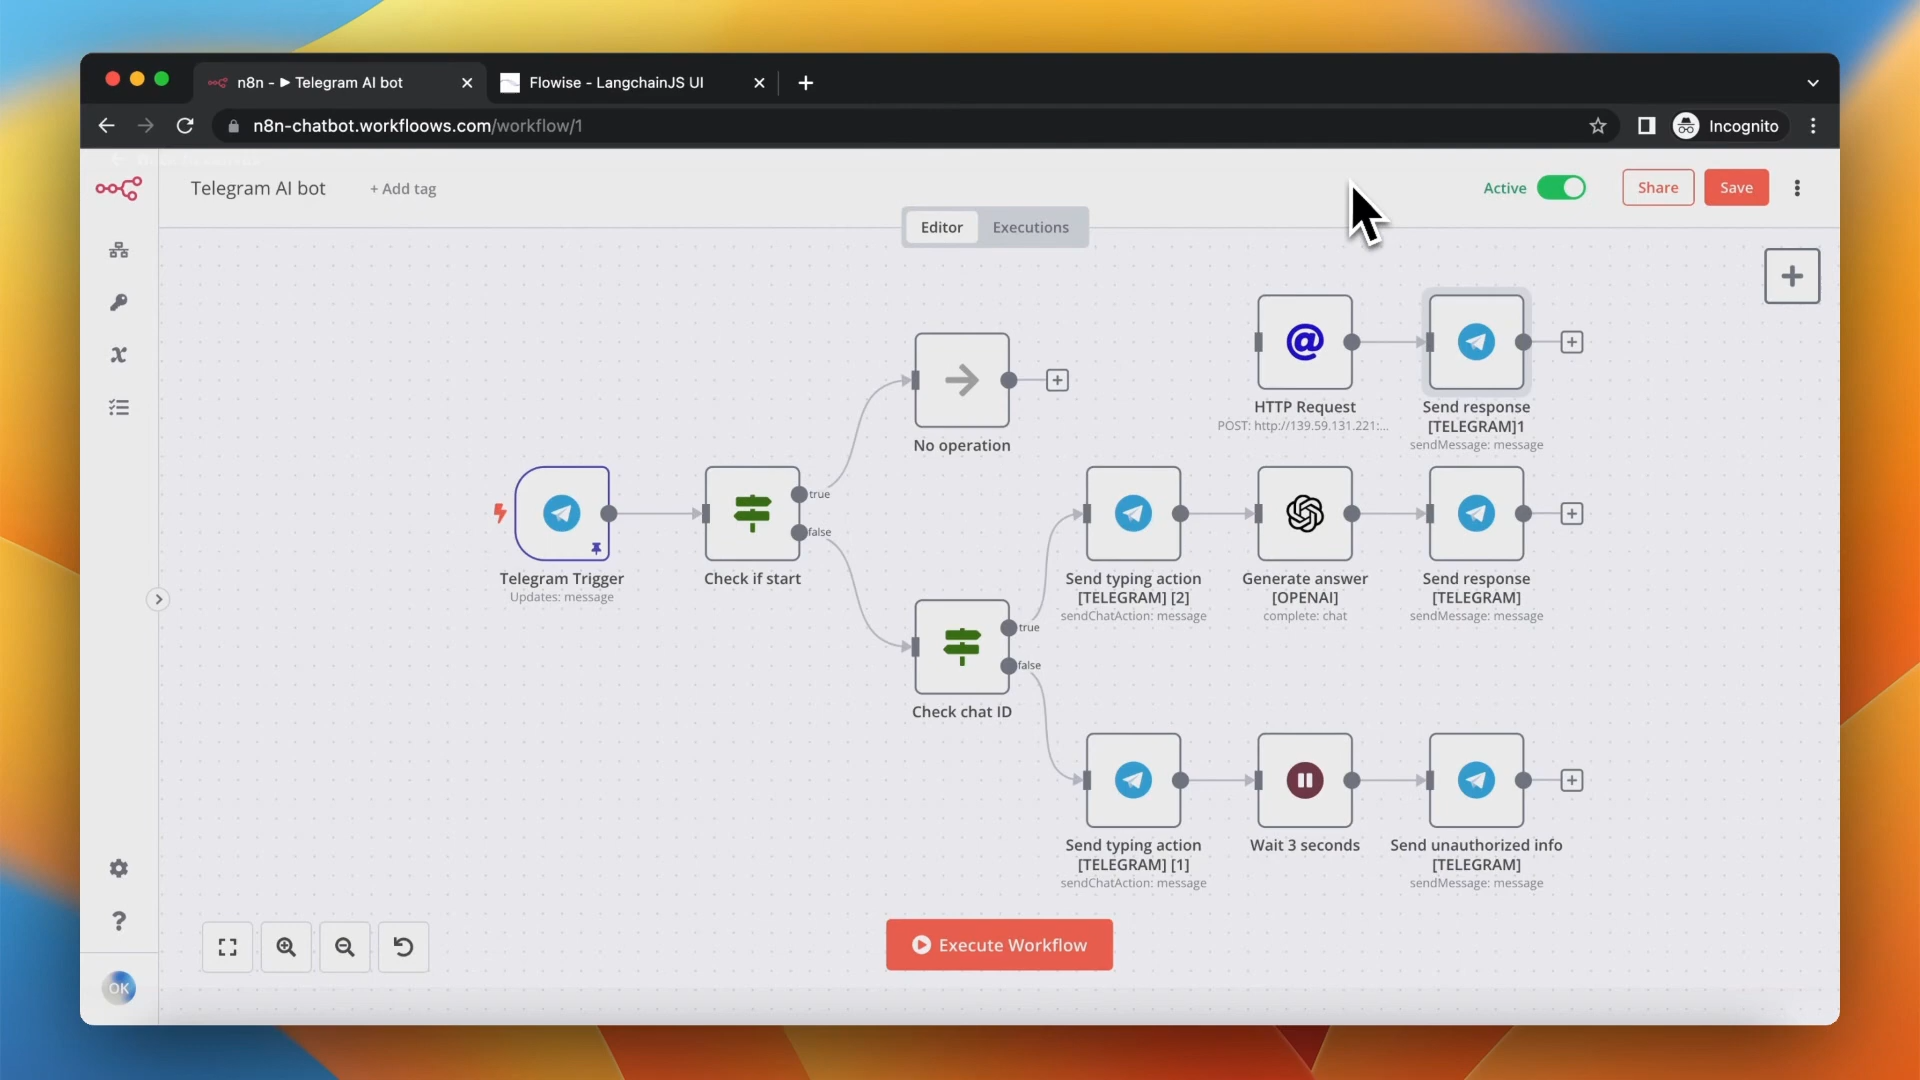 n8n - ▶ Telegram AI bot
Flowise - LangchainJS UI
n8n-chatbot.workfloows.com/workflow/1
Incognito
Telegram AI bot
+ Add tag
Active
Share
Save
Editor
Executions
HTTP Request
POST: http://139.59.131.221:...
Send response
[TELEGRAM]1
sendMessage: message
No operation
true
false
Telegram Trigger
Updates: message
Check if start
Send typing action
[TELEGRAM] [2]
sendChatAction: message
Generate answer
[OPENAI]
complete: chat
Send response
[TELEGRAM]
sendMessage: message
true
false
Check chat ID
Send typing action
[TELEGRAM] [1]
sendChatAction: message
Wait 3 seconds
Send unauthorized info
[TELEGRAM]
sendMessage: message
Execute Workflow
OK